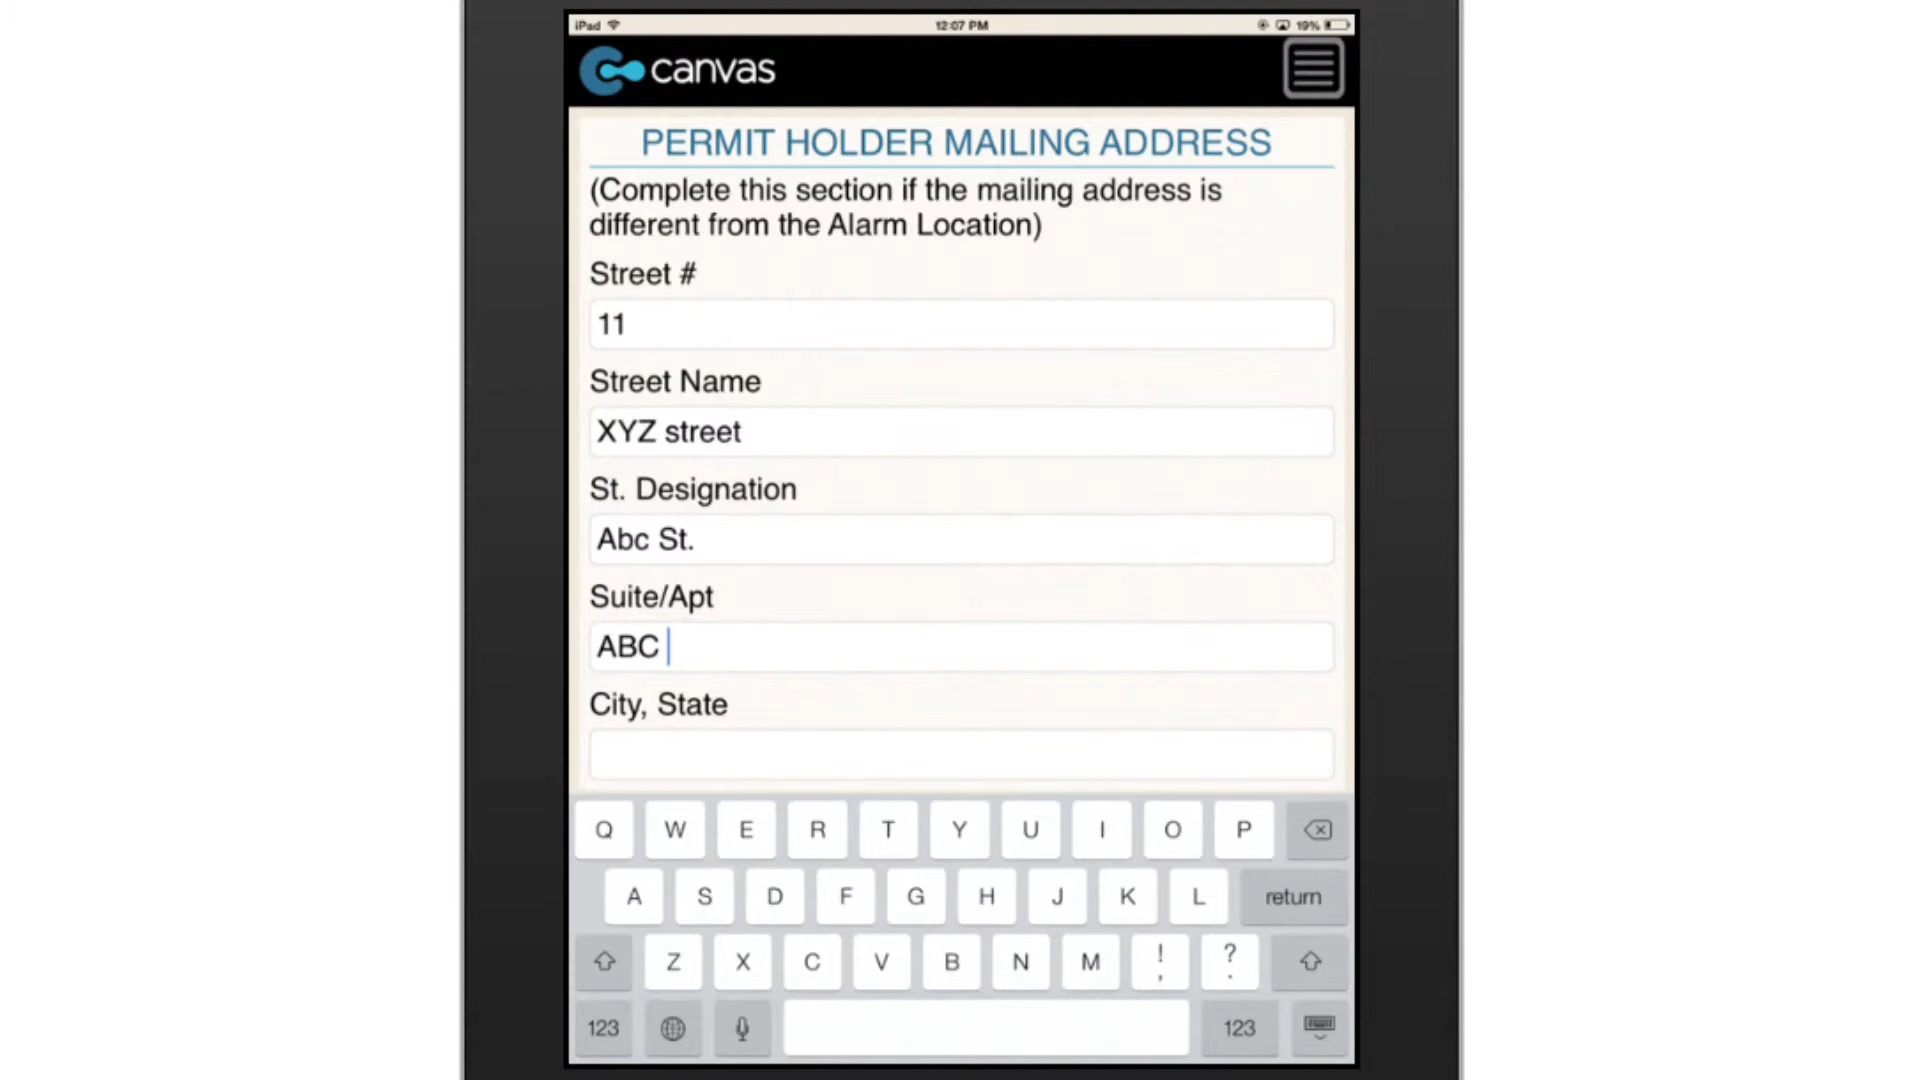 iPad 12:07 PM 19%
canvas
PERMIT HOLDER MAILING ADDRESS
(Complete this section if the mailing address is
different from the Alarm Location)
Street #
11
Street Name
XYZ street
St. Designation
Abc St.
Suite/Apt
ABC
City, State
Q W E R T Y U I O P
A S D F G H J K L return
Z X C V B N M ! , ? .
123 123